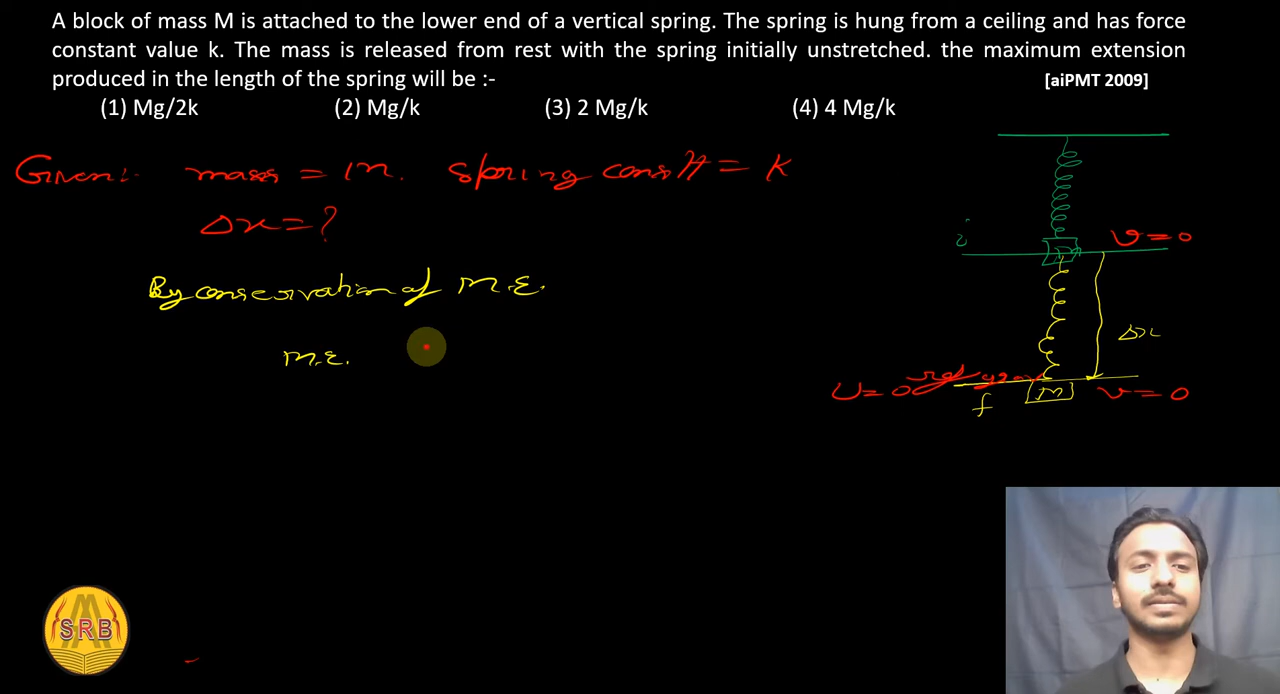 A block of mass M is attached to the lower end of a vertical spring. The spring is hung from a ceiling and has force
constant value k. The mass is released from rest with the spring initially unstretched. the maximum extension
produced in the length of the spring will be :- [aiPMT 2009]
(1) Mg/2k (2) Mg/k (3) 2 Mg/k (4) 4 Mg/k
Given:- mass = m. Spring constt = k
Δx = ?
By conservation of M.E.
M.E.
i v = 0
m
Δx
U = 0 ref
f m v = 0
SRB